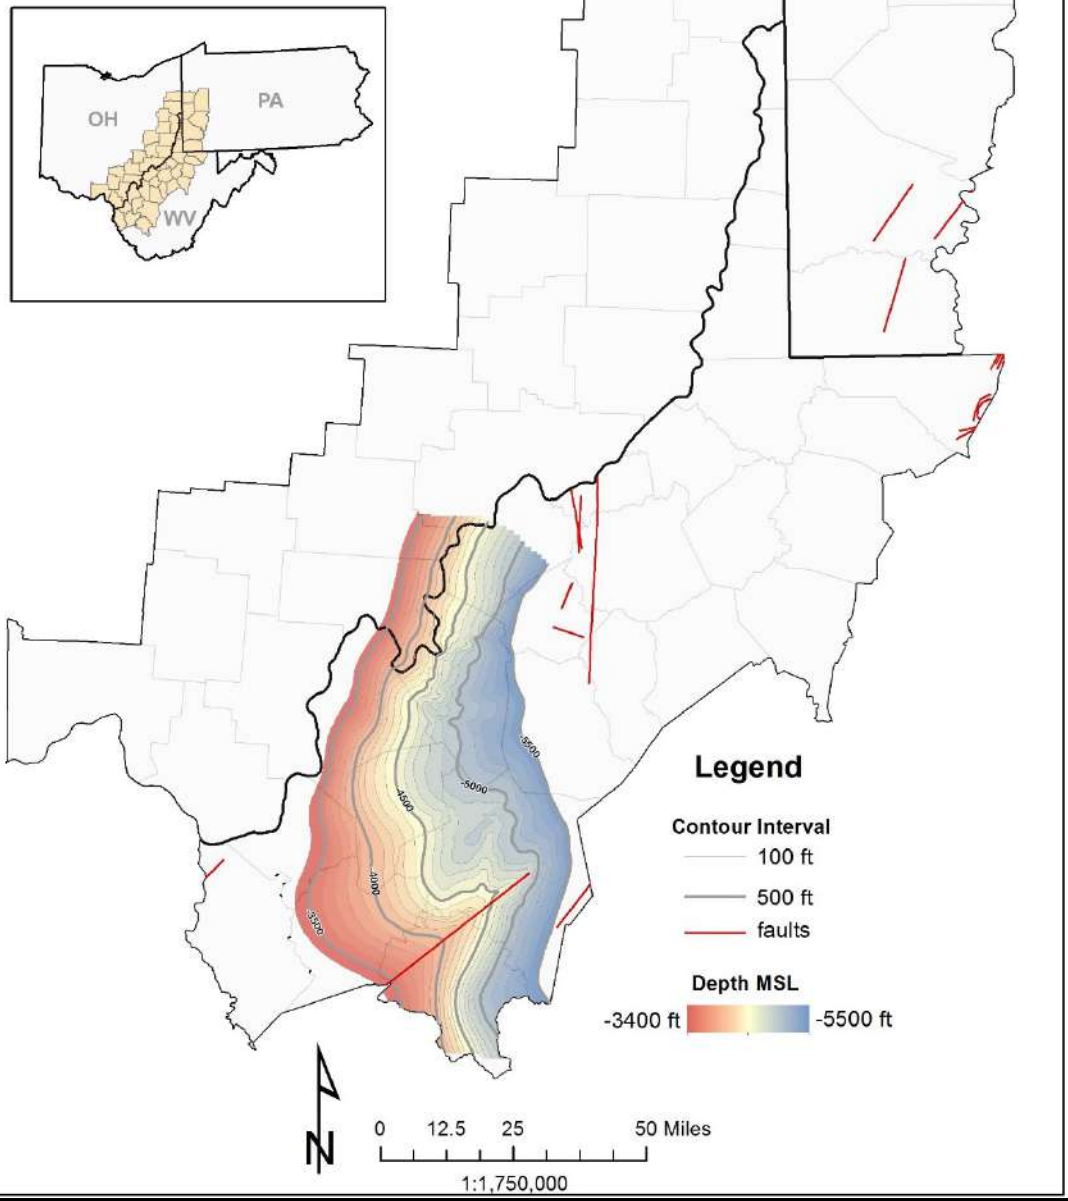 OH
PA
WV
-5500
-5000
-4500
-4000
-3500
Legend
Contour Interval
100 ft
500 ft
faults
Depth MSL
-3400 ft
-5500 ft
N
0 12.5 25 50 Miles
1:1,750,000